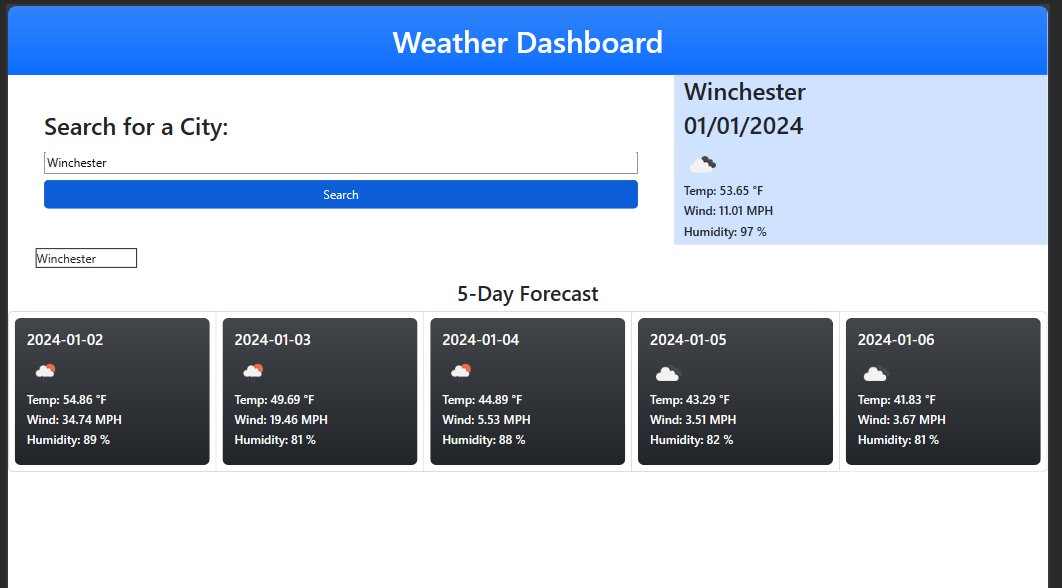 Weather Dashboard
Search for a City:
Winchester
Search
Winchester
Winchester
01/01/2024
Temp: 53.65 °F
Wind: 11.01 MPH
Humidity: 97 %
5-Day Forecast
2024-01-02
Temp: 54.86 °F
Wind: 34.74 MPH
Humidity: 89 %
2024-01-03
Temp: 49.69 °F
Wind: 19.46 MPH
Humidity: 81 %
2024-01-04
Temp: 44.89 °F
Wind: 5.53 MPH
Humidity: 88 %
2024-01-05
Temp: 43.29 °F
Wind: 3.51 MPH
Humidity: 82 %
2024-01-06
Temp: 41.83 °F
Wind: 3.67 MPH
Humidity: 81 %